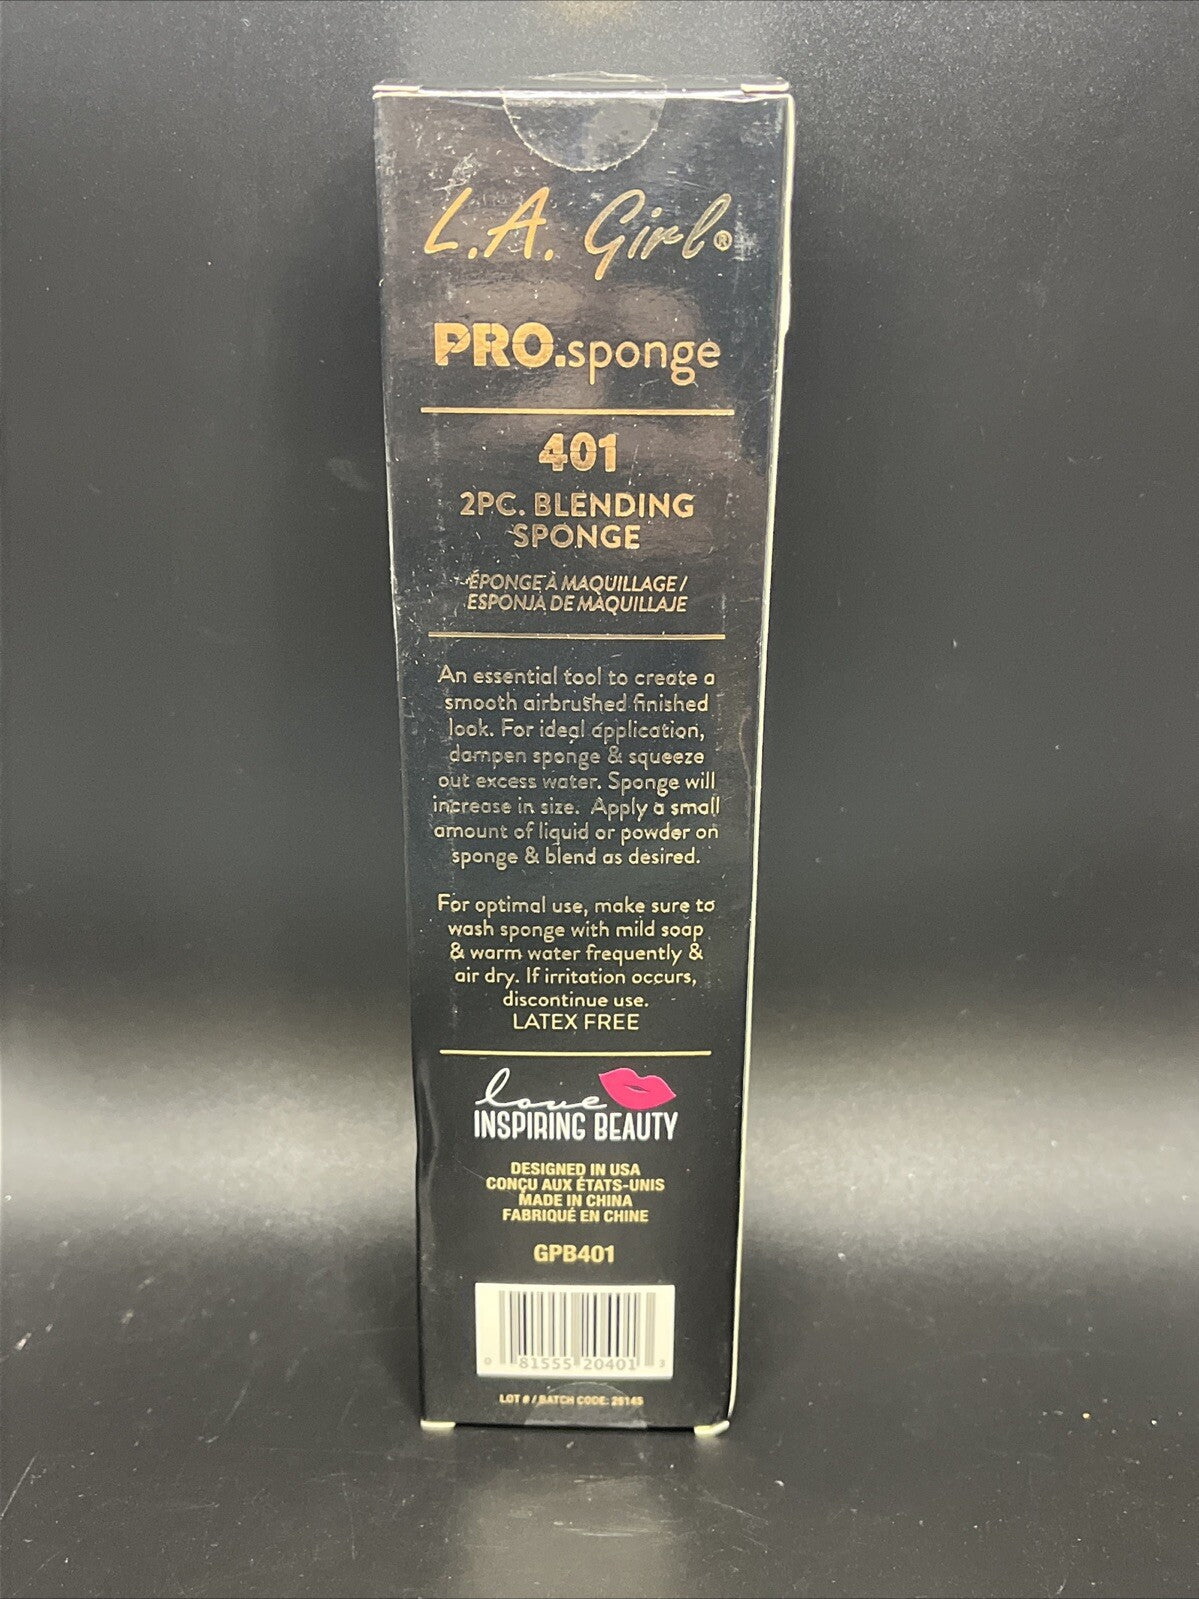 L.A. Girl®
PRO.sponge
401
2PC. BLENDING
SPONGE
ÉPONGE À MAQUILLAGE /
ESPONJA DE MAQUILLAJE
An essential tool to create a
smooth airbrushed finished
look. For ideal application,
dampen sponge & squeeze
out excess water. Sponge will
increase in size. Apply a small
amount of liquid or powder on
sponge & blend as desired.
For optimal use, make sure to
wash sponge with mild soap
& warm water frequently &
air dry. If irritation occurs,
discontinue use.
LATEX FREE
love
INSPIRING BEAUTY
DESIGNED IN USA
CONÇU AUX ÉTATS-UNIS
MADE IN CHINA
FABRIQUÉ EN CHINE
GPB401
0 81555 20401 3
LOT # / BATCH CODE: